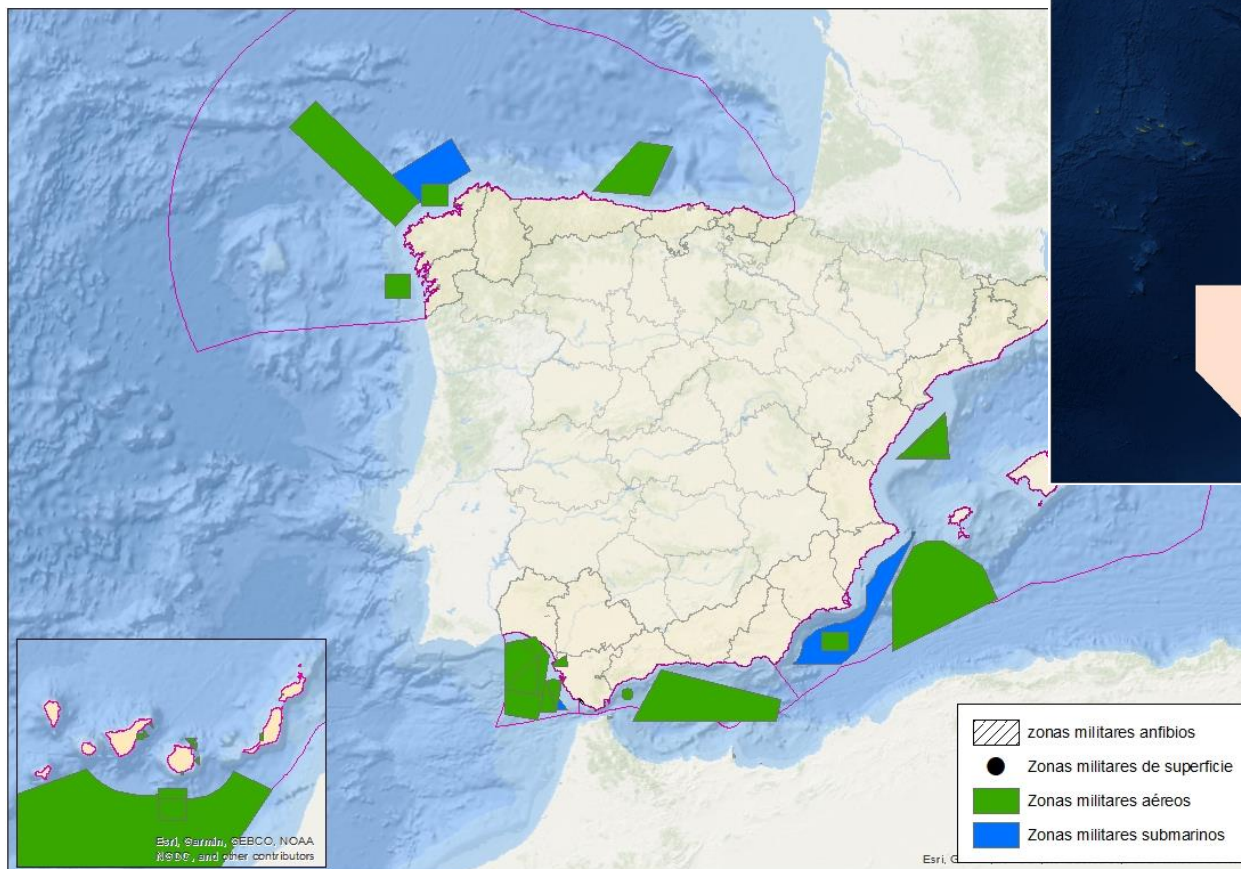 zonas militares anfibios
Zonas militares de superficie
Zonas militares aéreos
Zonas militares submarinos
Esri, Garmin, GEBCO, NOAA
NGDC, and other contributors
Esri, G